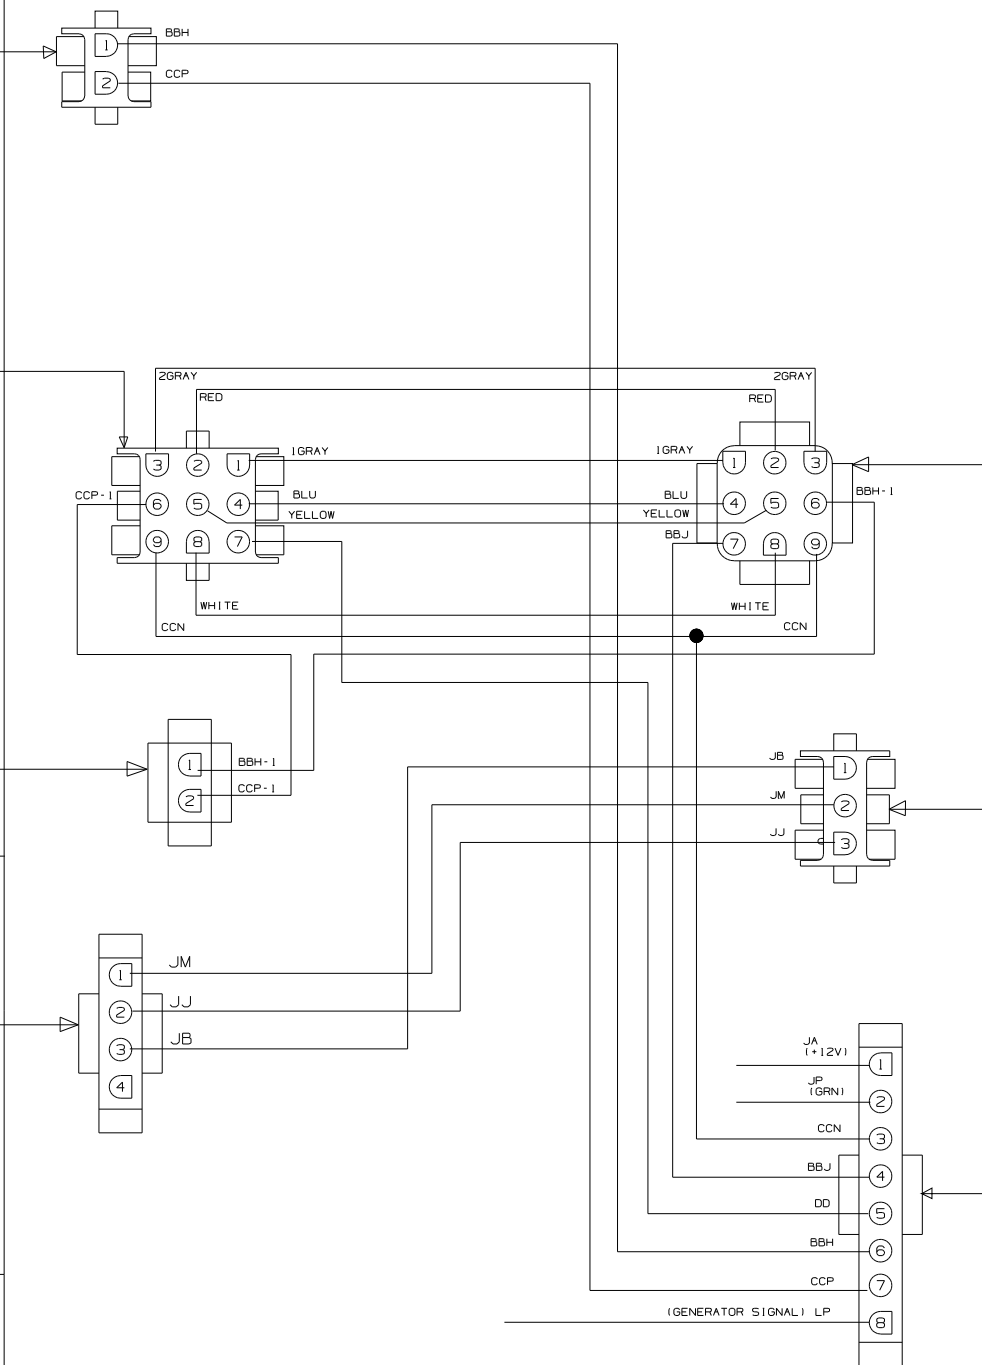 1 BBH
2 CCP
2GRAY 2GRAY
RED RED
3 2 1 1GRAY 1GRAY 1 2 3
CCP-1 6 5 4 BLU BLU 4 5 6 BBH-1
YELLOW YELLOW
9 8 7 BBJ 7 8 9
WHITE WHITE
CCN CCN
1 BBH-1
2 CCP-1
JB 1
JM 2
JJ 3
1 JM
2 JJ
3 JB
4
JA
(+12V) 1
JP
(GRN) 2
CCN 3
BBJ 4
DD 5
BBH 6
CCP 7
(GENERATOR SIGNAL) LP 8